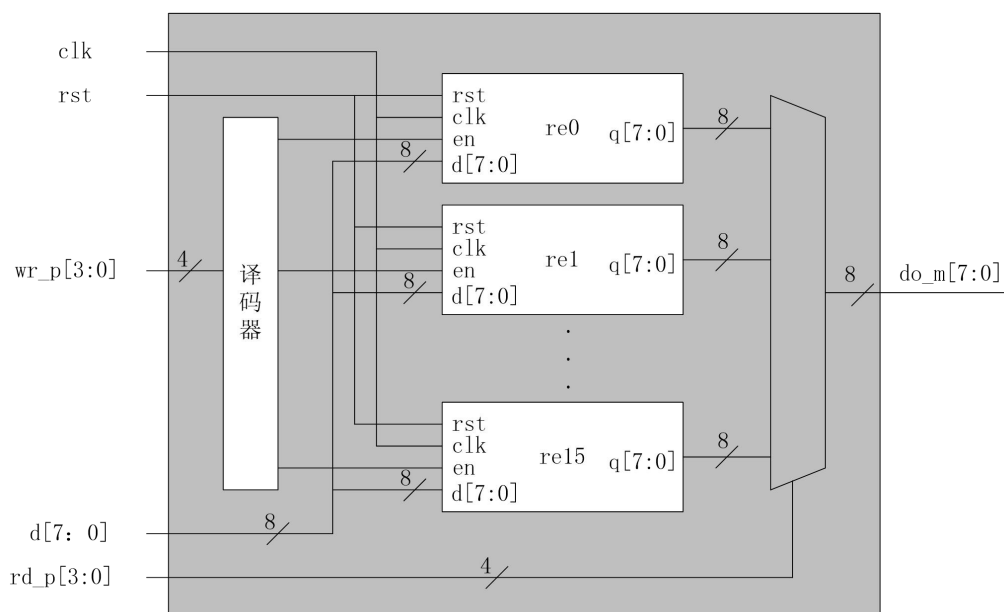 clk
rst
rst
clk
en
8
d[7:0]
re0
q[7:0]
8
rst
clk
en
8
d[7:0]
re1
q[7:0]
8
wr_p[3:0]
4
译
码
器
8
do_m[7:0]
.
.
.
rst
clk
en
8
d[7:0]
re15
q[7:0]
8
d[7：0]
8
rd_p[3:0]
4